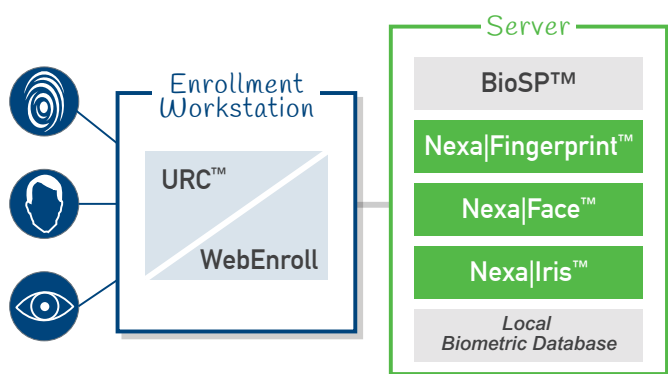 Enrollment
Workstation
URC™
WebEnroll
Server
BioSP™
Nexa|Fingerprint™
Nexa|Face™
Nexa|Iris™
Local
Biometric Database